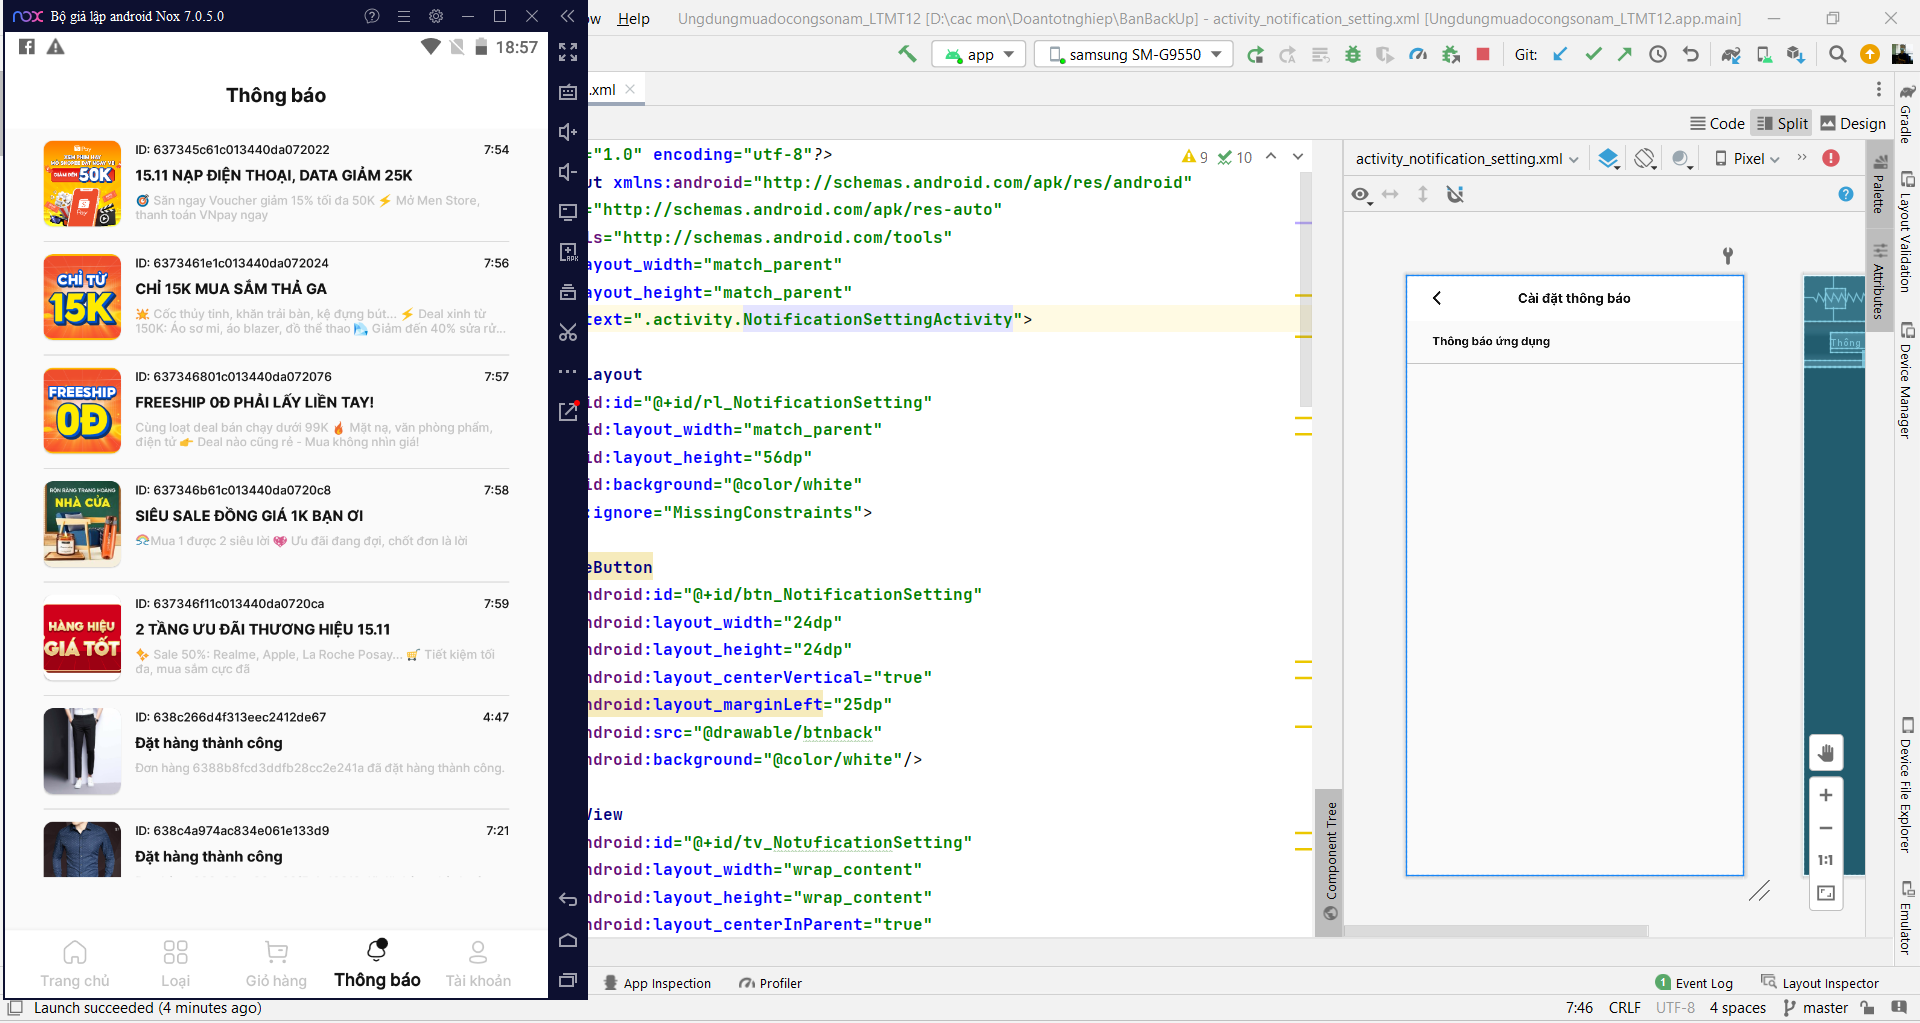 nox Bộ giả lập android Nox 7.0.5.0
18:57
Thông báo
ID: 637345c61c013440da072022 7:54
15.11 NẠP ĐIỆN THOẠI, DATA GIẢM 25K
🎯 Săn ngay Voucher giảm 15% tối đa 50K ⚡ Mở Men Store,
thanh toán VNpay ngay
50K
ID: 6373461e1c013440da072024 7:56
CHỈ 15K MUA SẮM THẢ GA
💥 Cốc thủy tinh, khăn trải bàn, kệ đựng bút... ⚡ Deal xinh từ
150K: Áo sơ mi, áo blazer, đồ thể thao 💦 Giảm đến 40% sửa rử...
CHỈ TỪ
15K
ID: 637346801c013440da072076 7:57
FREESHIP 0Đ PHẢI LẤY LIỀN TAY!
Cùng loạt deal bán chạy dưới 99K 🔥 Mặt nạ, văn phòng phẩm,
điện tử 👉 Deal nào cũng rẻ - Mua không nhìn giá!
FREESHIP
0Đ
ID: 637346b61c013440da0720c8 7:58
SIÊU SALE ĐỒNG GIÁ 1K BẠN ƠI
🌈Mua 1 được 2 siêu lời 💖 Ưu đãi đang đợi, chốt đơn là lời
NHÀ CỬA
ID: 637346f11c013440da0720ca 7:59
2 TẦNG ƯU ĐÃI THƯƠNG HIỆU 15.11
✨ Sale 50%: Realme, Apple, La Roche Posay... 🛒 Tiết kiệm tối
đa, mua sắm cực đã
HÀNG HIỆU
GIÁ TỐT
ID: 638c266d4f313eec2412de67 4:47
Đặt hàng thành công
Đơn hàng 6388b8fcd3ddfb28cc2e241a đã đặt hàng thành công.
ID: 638c4a974ac834e061e133d9 7:21
Đặt hàng thành công
Trang chủ Loại Giỏ hàng Thông báo Tài khoản
ow Help Ungdungmuadocongsonam_LTMT12 [D:\cac mon\Doantotnghiep\BanBackUp] - activity_notification_setting.xml [Ungdungmuadocongsonam_LTMT12.app.main]
app samsung SM-G9550 Git:
.xml
Code Split Design
="1.0" encoding="utf-8"?>
9 10
ut xmlns:android="http://schemas.android.com/apk/res/android"
="http://schemas.android.com/apk/res-auto"
ls="http://schemas.android.com/tools"
ayout_width="match_parent"
ayout_height="match_parent"
text=".activity.NotificationSettingActivity">
Layout
id:id="@+id/rl_NotificationSetting"
id:layout_width="match_parent"
id:layout_height="56dp"
id:background="@color/white"
:ignore="MissingConstraints">
eButton
ndroid:id="@+id/btn_NotificationSetting"
ndroid:layout_width="24dp"
ndroid:layout_height="24dp"
ndroid:layout_centerVertical="true"
ndroid:layout_marginLeft="25dp"
ndroid:src="@drawable/btnback"
ndroid:background="@color/white"/>
View
ndroid:id="@+id/tv_NotuficationSetting"
ndroid:layout_width="wrap_content"
ndroid:layout_height="wrap_content"
ndroid:layout_centerInParent="true"
activity_notification_setting.xml Pixel
Cài đặt thông báo
Thông báo ứng dụng
Thông
1:1
Component Tree
Palette
Attributes
Gradle
Layout Validation
Device Manager
Device File Explorer
Emulator
App Inspection Profiler 1 Event Log Layout Inspector
Launch succeeded (4 minutes ago) 7:46 CRLF UTF-8 4 spaces master